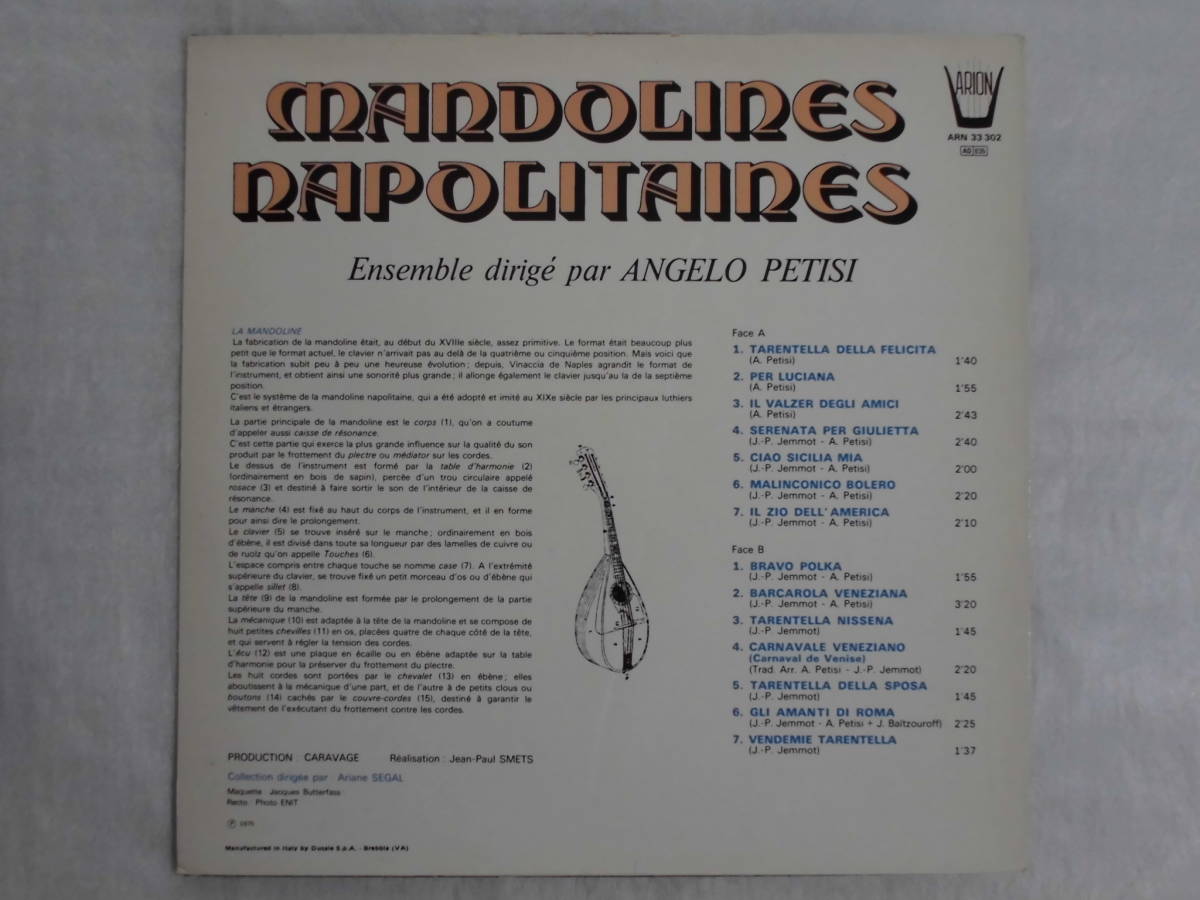 MANDOLINES
NAPOLITAINES
ARION
ARN 33 302
Ensemble dirigé par ANGELO PETISI
LA MANDOLINE
La fabrication de la mandoline était, au début du XVIIIe siècle, assez primitive. Le format était beaucoup plus
petit que le format actuel, le clavier n'arrivait pas au delà de la quatrième ou cinquième position. Mais voici que
la fabrication subit peu à peu une heureuse évolution; depuis, Vinaccia de Naples agrandit le format de
l'instrument, et obtient ainsi une sonorité plus grande; il allonge également le clavier jusqu'au la de la septième
position.
C'est le système de la mandoline napolitaine, qui a été adopté et imité au XIXe siècle par les principaux luthiers
italiens et étrangers.
La partie principale de la mandoline est le corps (1), qu'on a coutume
d'appeler aussi caisse de résonance.
C'est cette partie qui exerce la plus grande influence sur la qualité du son
produit par le frottement du plectre ou médiator sur les cordes.
Le dessus de l'instrument est formé par la table d'harmonie (2)
(ordinairement en bois de sapin), percée d'un trou circulaire appelé
rosace (3) et destiné à faire sortir le son de l'intérieur de la caisse de
résonance.
Le manche (4) est fixé au haut du corps de l'instrument, et il en forme
pour ainsi dire le prolongement.
Le clavier (5) se trouve inséré sur le manche; ordinairement en bois
d'ébène, il est divisé dans toute sa longueur par des lamelles de cuivre ou
de ruolz qu'on appelle Touches (6).
L'espace compris entre chaque touche se nomme case (7). A l'extrémité
supérieure du clavier, se trouve fixé un petit morceau d'os ou d'ébène qui
s'appelle sillet (8).
La tête (9) de la mandoline est formée par le prolongement de la partie
supérieure du manche.
La mécanique (10) est adaptée à la tête de la mandoline et se compose de
huit petites chevilles (11) en os, placées quatre de chaque côté de la tête,
et qui servent à régler la tension des cordes.
L'écu (12) est une plaque en écaille ou en ébène adaptée sur la table
d'harmonie pour la préserver du frottement du plectre.
Les huit cordes sont portées par le chevalet (13) en ébène; elles
aboutissent à la mécanique d'une part, et de l'autre à de petits clous ou
boutons (14) cachés par le couvre-cordes (15), destiné à garantir le
vêtement de l'exécutant du frottement contre les cordes.
PRODUCTION : CARAVAGE Réalisation : Jean-Paul SMETS
Collection dirigée par : Ariane SEGAL
Maquette : Jacques Butterfass
Recto : Photo ENIT
Manufactured in Italy by Ducale S.p.A. - Brebbia (VA)
Face A
1. TARENTELLA DELLA FELICITA
(A. Petisi) 1'40
2. PER LUCIANA
(A. Petisi) 1'55
3. IL VALZER DEGLI AMICI
(A. Petisi) 2'43
4. SERENATA PER GIULIETTA
(J.-P. Jemmot - A. Petisi) 2'40
5. CIAO SICILIA MIA
(J.-P. Jemmot - A. Petisi) 2'00
6. MALINCONICO BOLERO
(J.-P. Jemmot - A. Petisi) 2'20
7. IL ZIO DELL'AMERICA
(J.-P. Jemmot - A. Petisi) 2'10
Face B
1. BRAVO POLKA
(J.-P. Jemmot - A. Petisi) 1'55
2. BARCAROLA VENEZIANA
(J.-P. Jemmot - A. Petisi) 3'20
3. TARENTELLA NISSENA
(J.-P. Jemmot) 1'45
4. CARNAVALE VENEZIANO
(Carnaval de Venise)
(Trad. Arr. A. Petisi - J.-P. Jemmot) 2'20
5. TARENTELLA DELLA SPOSA
(J.-P. Jemmot) 1'45
6. GLI AMANTI DI ROMA
(J.-P. Jemmot - A. Petisi + J. Baltzouroff) 2'25
7. VENDEMIE TARENTELLA
(J.-P. Jemmot) 1'37